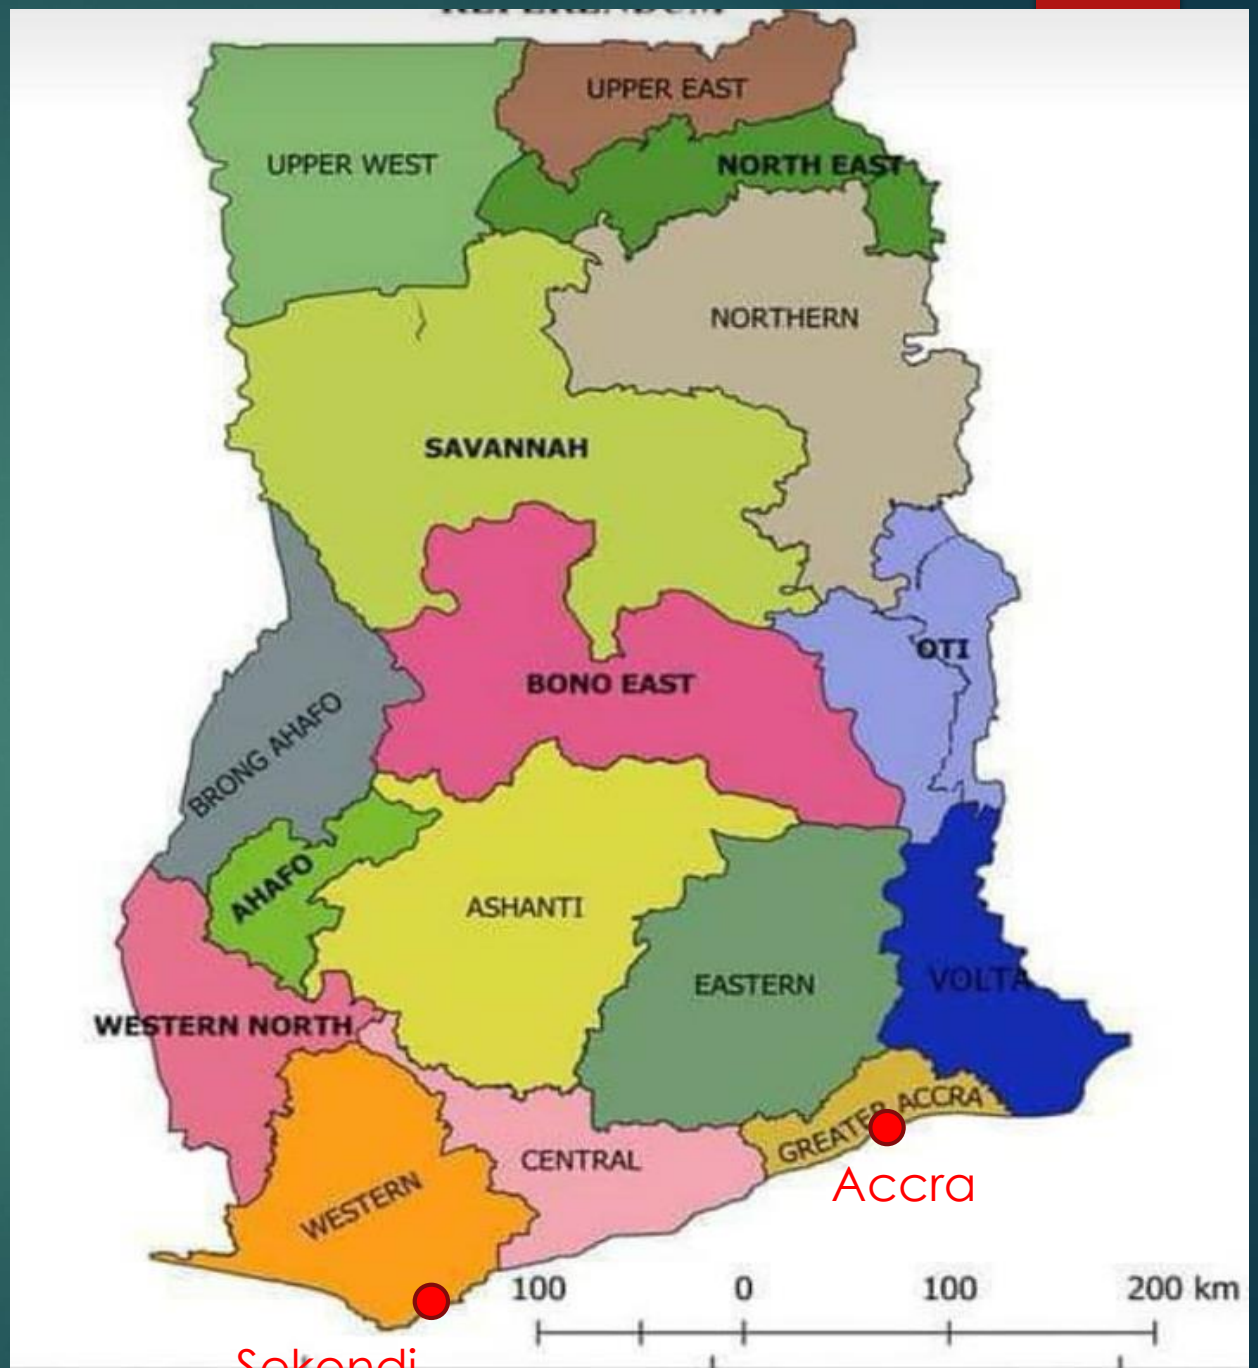 UPPER EAST
UPPER WEST
NORTH EAST
NORTHERN
SAVANNAH
OTI
BONO EAST
BRONG AHAFO
AHAFO
ASHANTI
EASTERN
VOLTA
WESTERN NORTH
GREATER ACCRA
CENTRAL
Accra
WESTERN
100 0 100 200 km
Sekondi